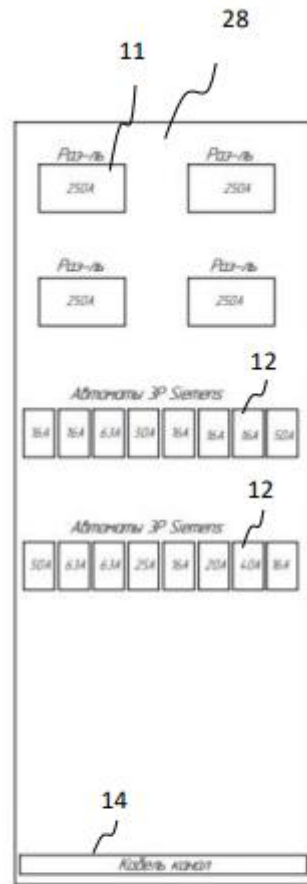 28
11
Раз-ль Раз-ль
250А 250А
Раз-ль Раз-ль
250А 250А
12
Автоматы 3Р Siemens
16А 16А 63А 50А 16А 16А 16А 50А
12
Автоматы 3Р Siemens
50А 63А 63А 25А 16А 20А 40А 16А
14
Кабель канал